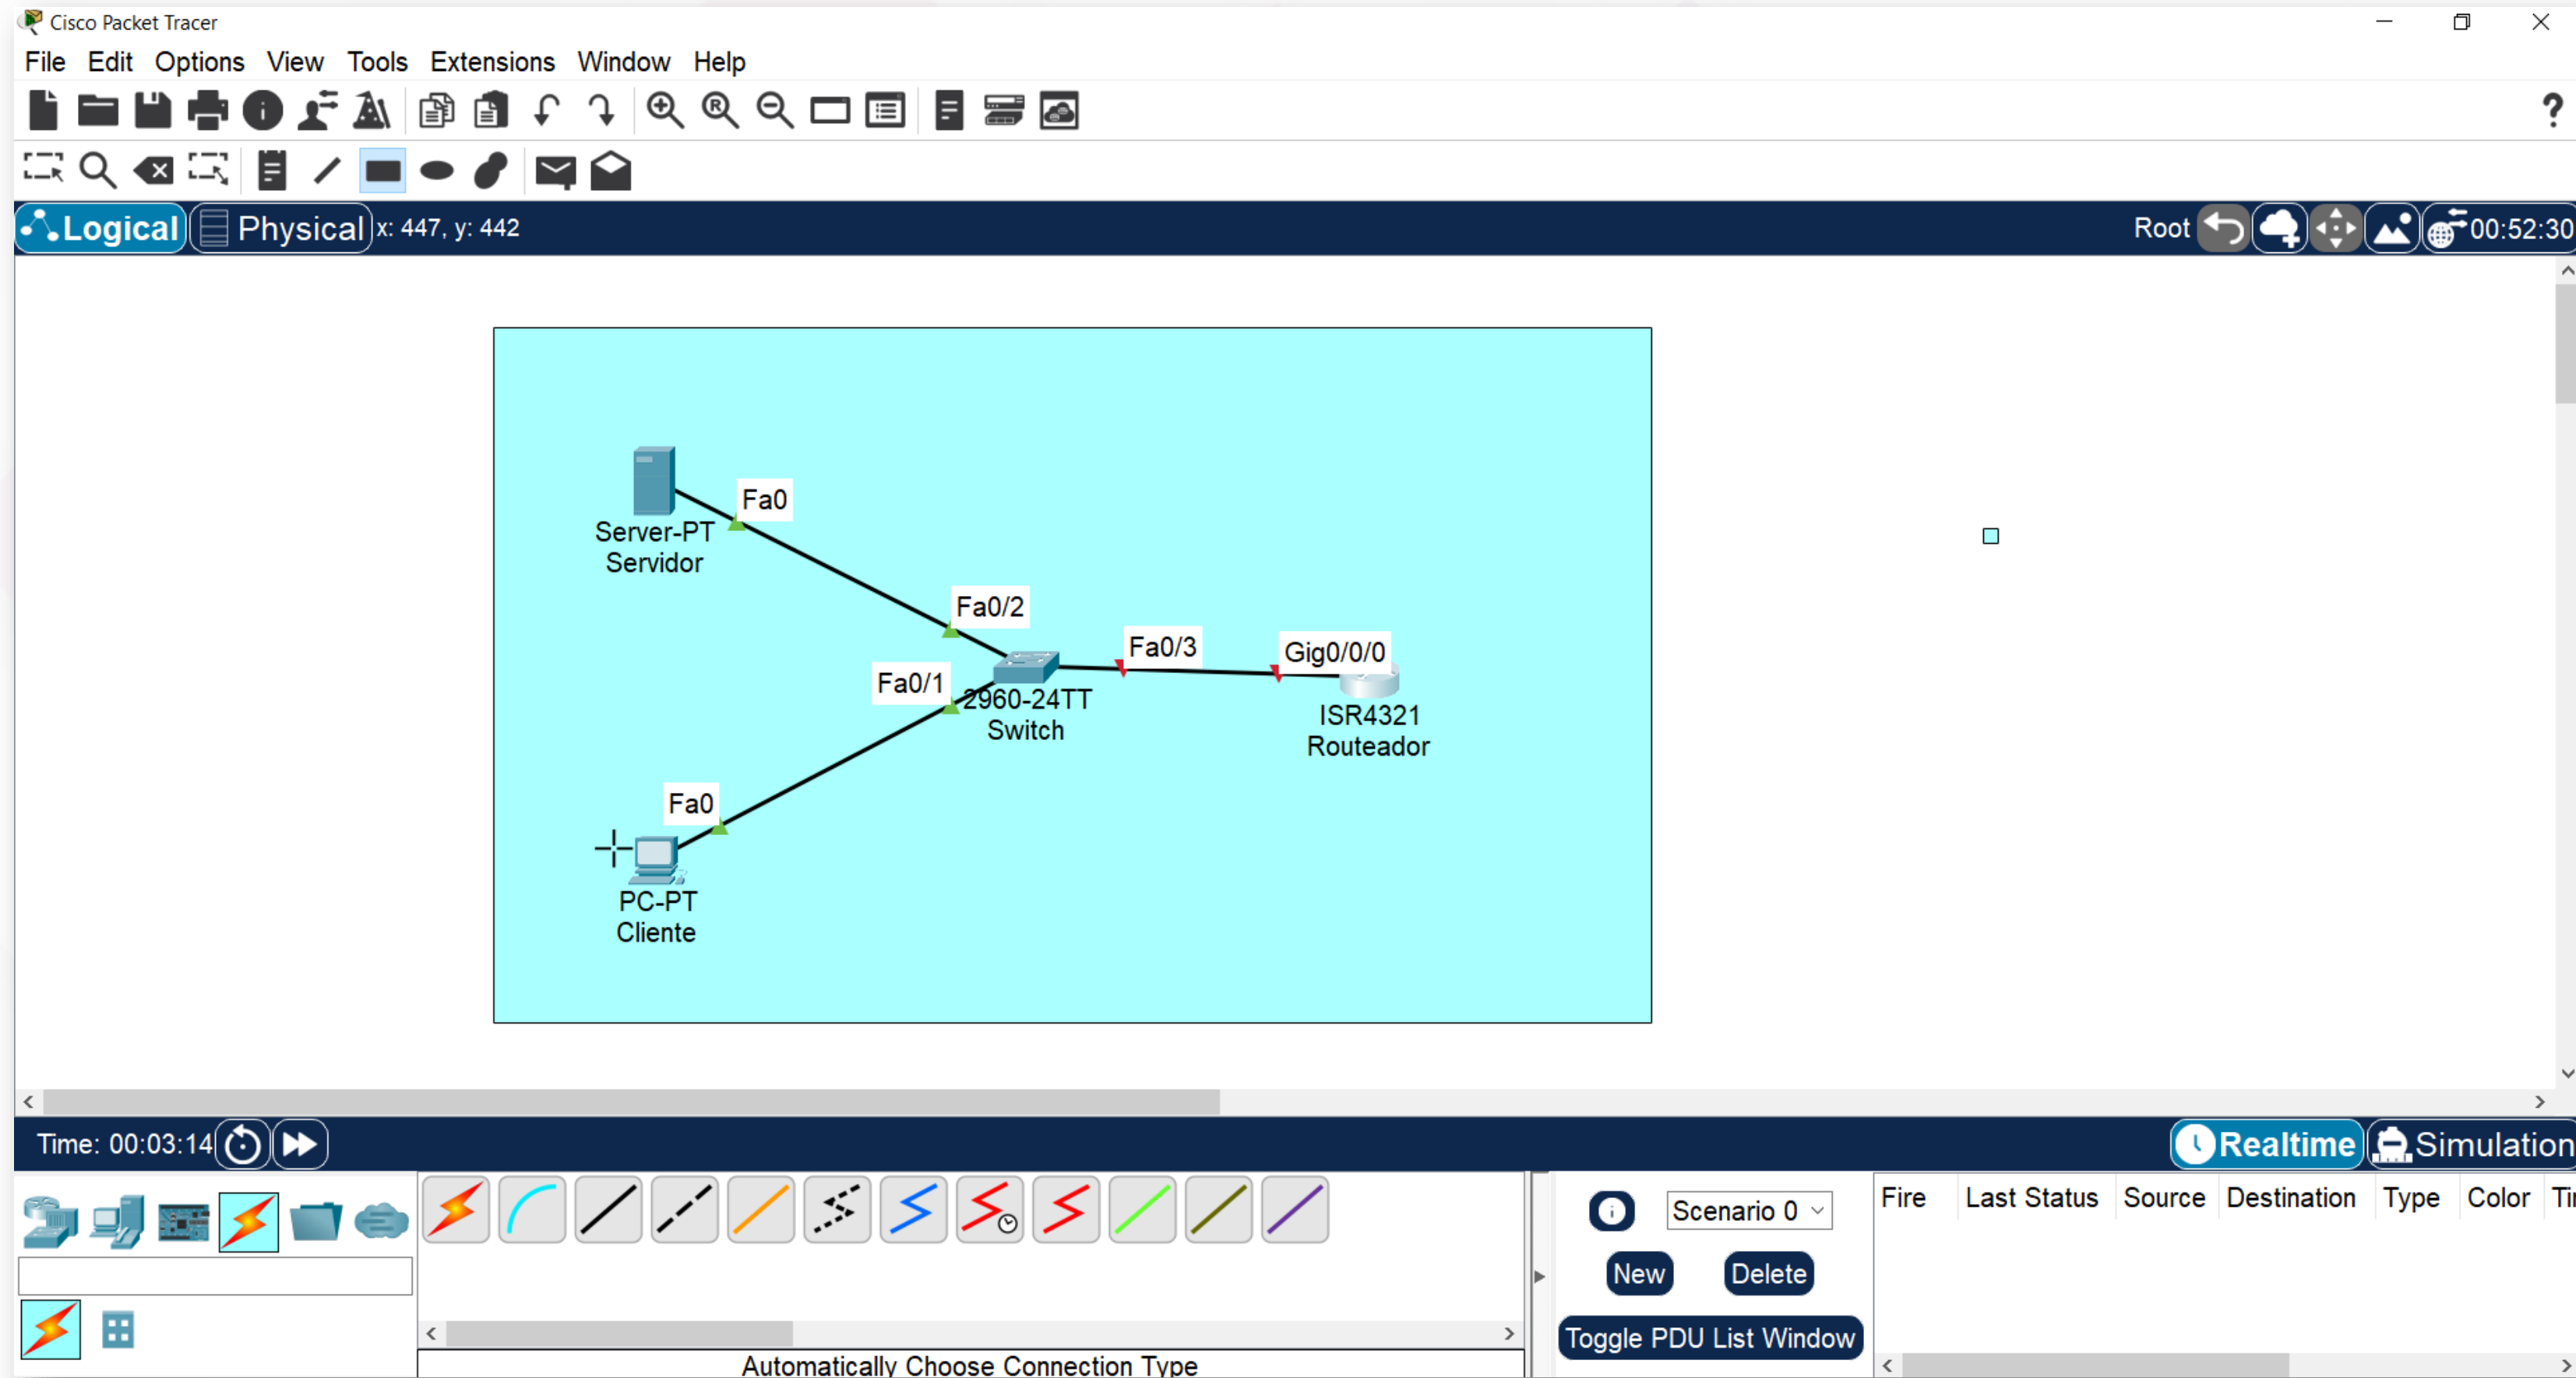 Cisco Packet Tracer
File Edit Options View Tools Extensions Window Help
Logical Physical x: 447, y: 442 Root 00:52:30
Fa0
Server-PT
Servidor
Fa0/2
Fa0/3
Gig0/0/0
Fa0/1
2960-24TT
Switch
ISR4321
Routeador
Fa0
PC-PT
Cliente
Time: 00:03:14 Realtime Simulation
Scenario 0
New Delete
Toggle PDU List Window
Fire Last Status Source Destination Type Color
Automatically Choose Connection Type